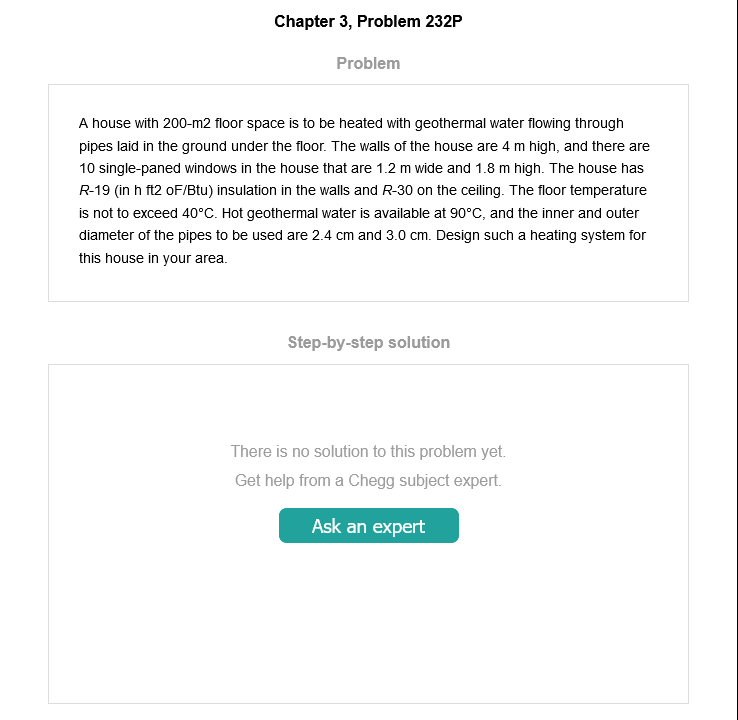 Chapter 3, Problem 232P
Problem
A house with 200-m2 floor space is to be heated with geothermal water flowing through
pipes laid in the ground under the floor. The walls of the house are 4 m high, and there are
10 single-paned windows in the house that are 1.2 m wide and 1.8 m high. The house has
R-19 (in h ft2 oF/Btu) insulation in the walls and R-30 on the ceiling. The floor temperature
is not to exceed 40°C. Hot geothermal water is available at 90°C, and the inner and outer
diameter of the pipes to be used are 2.4 cm and 3.0 cm. Design such a heating system for
this house in your area.
Step-by-step solution
There is no solution to this problem yet.
Get help from a Chegg subject expert.
Ask an expert